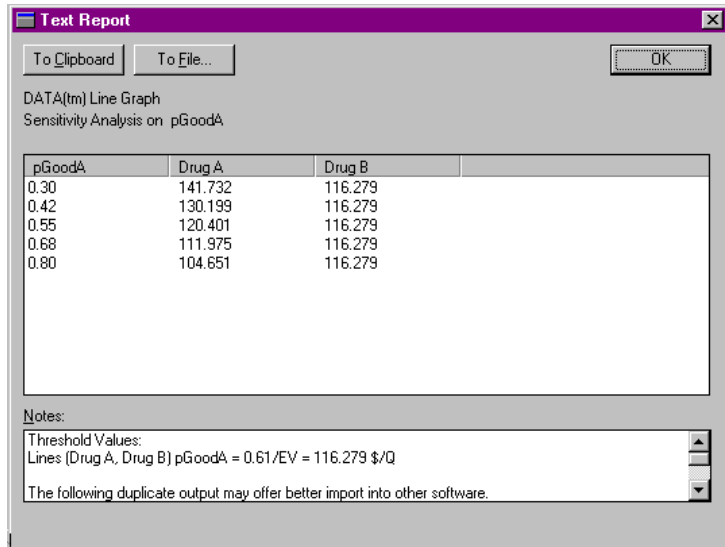 Text Report
To Clipboard To File... OK
DATA(tm) Line Graph
Sensitivity Analysis on pGoodA
pGoodA Drug A Drug B
0.30 141.732 116.279
0.42 130.199 116.279
0.55 120.401 116.279
0.68 111.975 116.279
0.80 104.651 116.279
Notes:
Threshold Values:
Lines (Drug A, Drug B) pGoodA = 0.61/EV = 116.279 $/Q
The following duplicate output may offer better import into other software.